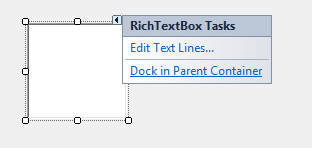 RichTextBox Tasks
Edit Text Lines...
Dock in Parent Container